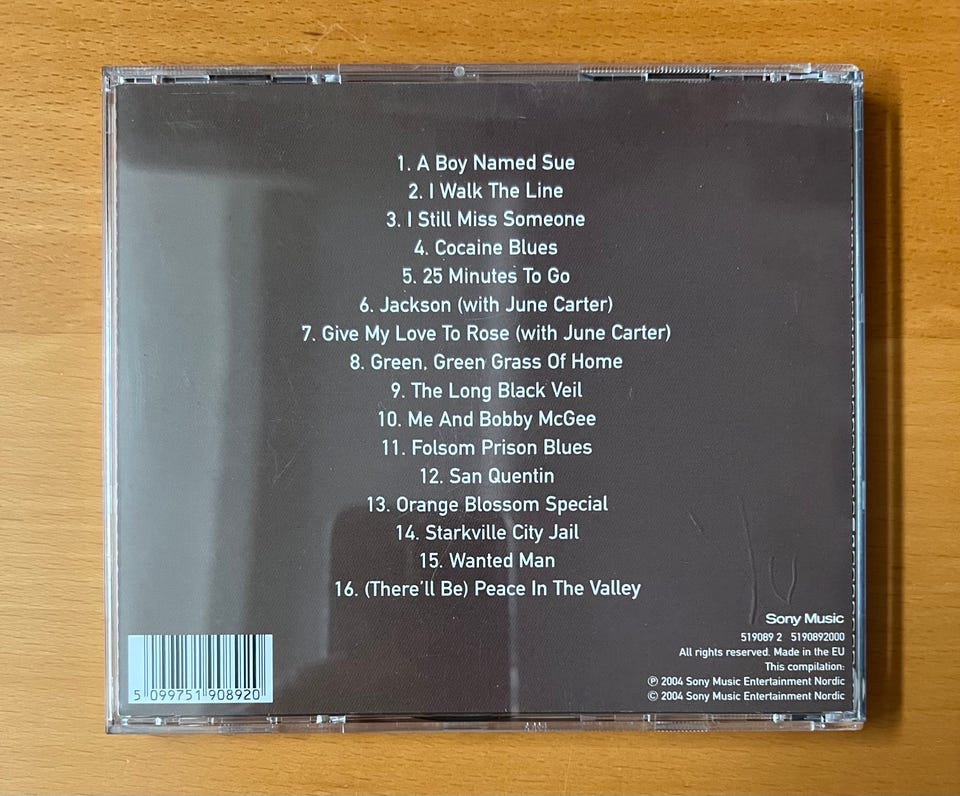 1. A Boy Named Sue
2. I Walk The Line
3. I Still Miss Someone
4. Cocaine Blues
5. 25 Minutes To Go
6. Jackson (with June Carter)
7. Give My Love To Rose (with June Carter)
8. Green, Green Grass Of Home
9. The Long Black Veil
10. Me And Bobby McGee
11. Folsom Prison Blues
12. San Quentin
13. Orange Blossom Special
14. Starkville City Jail
15. Wanted Man
16. (There'll Be) Peace In The Valley
Sony Music
519089 2 5190892000
All rights reserved. Made in the EU
This compilation:
℗ 2004 Sony Music Entertainment Nordic
© 2004 Sony Music Entertainment Nordic
5 099751 908920